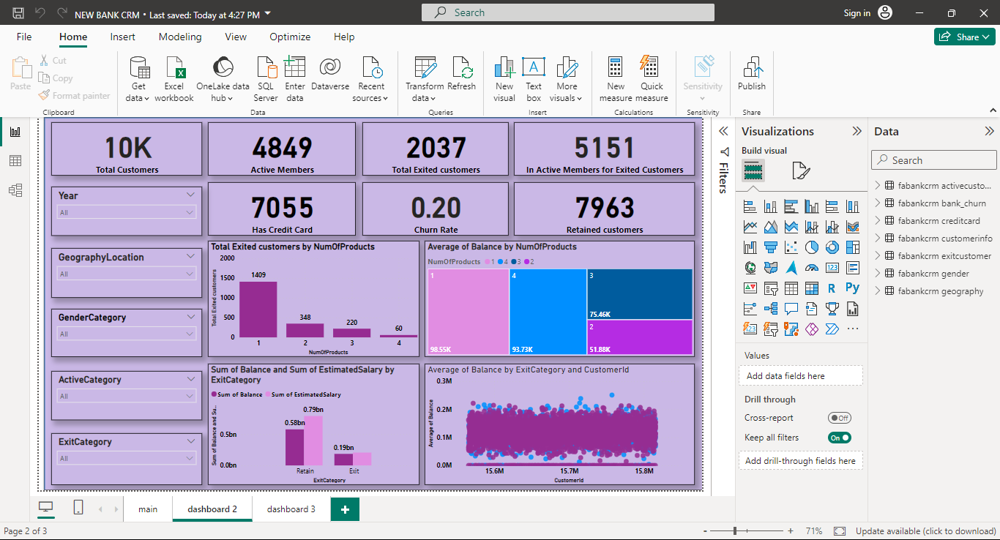 NEW BANK CRM • Last saved: Today at 4:27 PM
Search
Sign in
File
Home
Insert
Modeling
View
Optimize
Help
Share
Paste
Cut
Copy
Format painter
Clipboard
Get data
Excel workbook
OneLake data hub
SQL Server
Enter data
Dataverse
Recent sources
Data
Transform data
Refresh
Queries
New visual
Text box
More visuals
Insert
New measure
Quick measure
Calculations
Sensitivity
Sensitivity
Publish
Share
10K
Total Customers
4849
Active Members
2037
Total Exited customers
5151
In Active Members for Exited Customers
7055
Has Credit Card
0.20
Churn Rate
7963
Retained customers
Year
All
GeographyLocation
All
GenderCategory
All
ActiveCategory
All
ExitCategory
All
Total Exited customers by NumOfProducts
Total Exited customers
2000
1500
1000
500
0
1409
348
220
60
1 2 3 4
NumOfProducts
Average of Balance by NumOfProducts
NumOfProducts 1 4 3 2
1
98.55K
4
93.73K
3
75.46K
2
51.88K
Sum of Balance and Sum of EstimatedSalary by
ExitCategory
Sum of Balance Sum of EstimatedSalary
Sum of Balance and Su...
0.5bn
0.0bn
0.58bn
0.79bn
0.19bn
Retain Exit
ExitCategory
Average of Balance by ExitCategory and CustomerId
Average of Balance
0.3M
0.2M
0.1M
0.0M
15.6M 15.7M 15.8M
CustomerId
Filters
Visualizations
Build visual
123
R
Py
123
Values
Add data fields here
Drill through
Cross-report
Off
Keep all filters
On
Add drill-through fields here
Data
Search
fabankcrm activecusto...
fabankcrm bank_churn
fabankcrm creditcard
fabankcrm customerinfo
fabankcrm exitcustomer
fabankcrm gender
fabankcrm geography
main
dashboard 2
dashboard 3
+
Page 2 of 3
- + 71%
Update available (click to download)